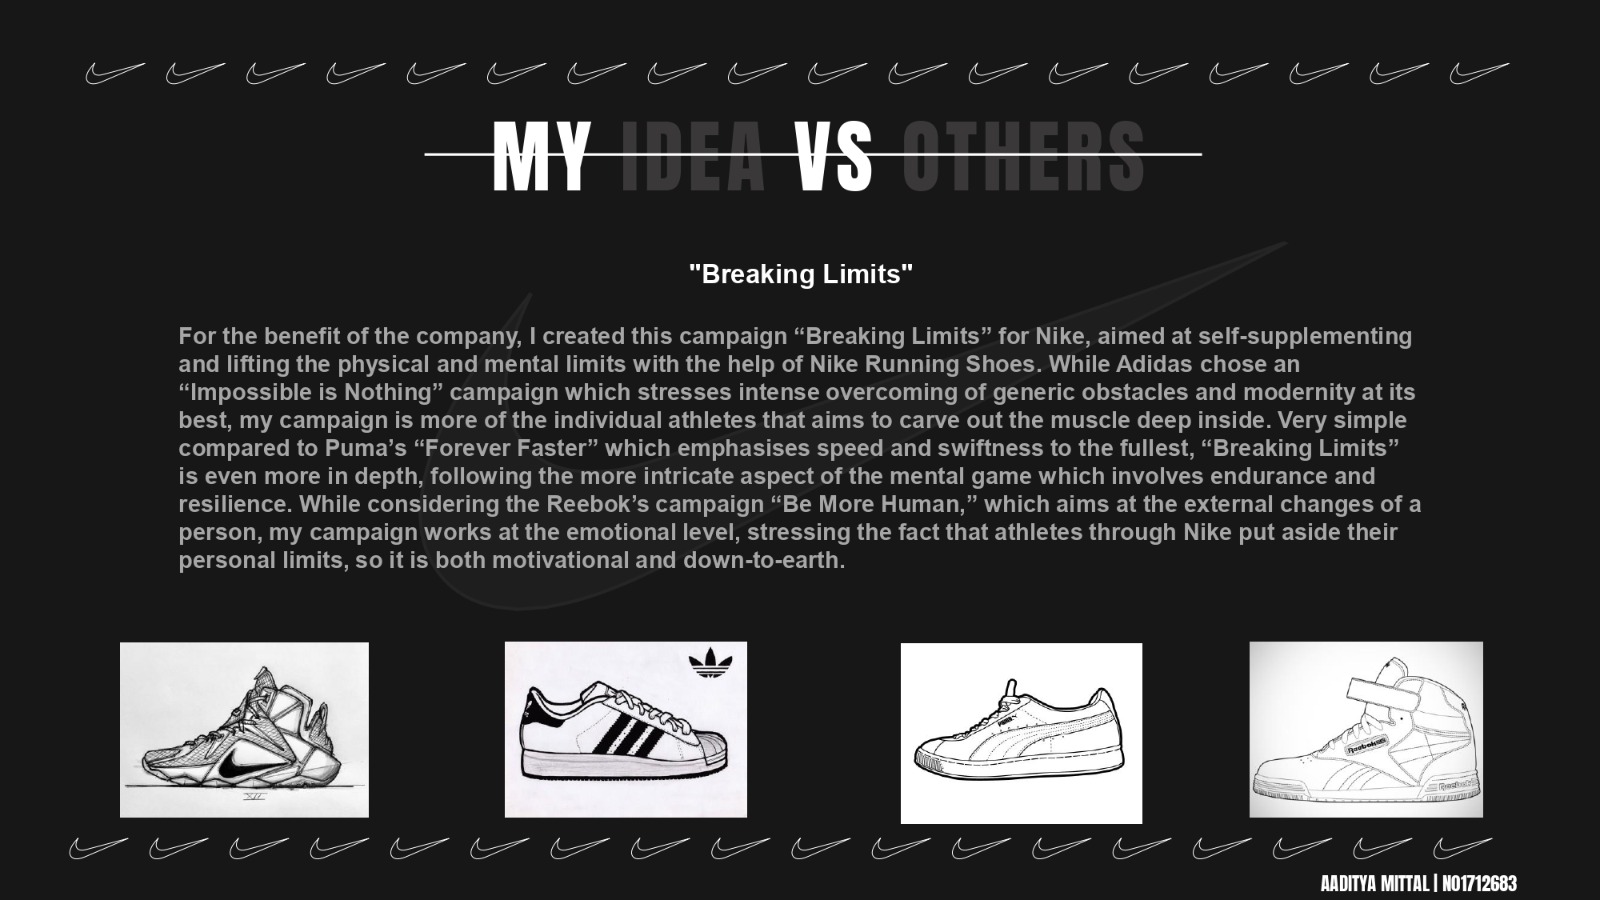 MY IDEA VS OTHERS
"Breaking Limits"
For the benefit of the company, I created this campaign “Breaking Limits” for Nike, aimed at self-supplementing
and lifting the physical and mental limits with the help of Nike Running Shoes. While Adidas chose an
“Impossible is Nothing” campaign which stresses intense overcoming of generic obstacles and modernity at its
best, my campaign is more of the individual athletes that aims to carve out the muscle deep inside. Very simple
compared to Puma’s “Forever Faster” which emphasises speed and swiftness to the fullest, “Breaking Limits”
is even more in depth, following the more intricate aspect of the mental game which involves endurance and
resilience. While considering the Reebok’s campaign “Be More Human,” which aims at the external changes of a
person, my campaign works at the emotional level, stressing the fact that athletes through Nike put aside their
personal limits, so it is both motivational and down-to-earth.
XII
PUMA
Reebok
Reebok
AADITYA MITTAL | N01712683